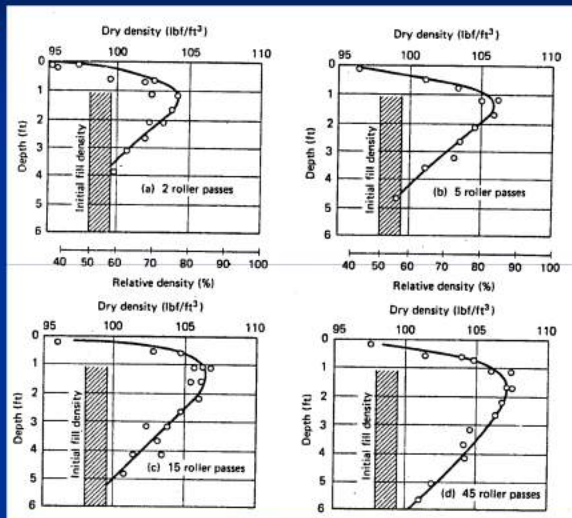 Dry density (lbf/ft³)
95 100 105 110
0
1
2
3
4
5
6
Depth (ft)
Initial fill density
(a) 2 roller passes
40 50 60 70 80 90 100
Relative density (%)
Dry density (lbf/ft³)
95 100 105 110
0
1
2
3
4
5
6
Depth (ft)
Initial fill density
(b) 5 roller passes
40 50 60 70 80 90 100
Relative density (%)
Dry density (lbf/ft³)
95 100 105 110
0
1
2
3
4
5
6
Depth (ft)
Initial fill density
(c) 15 roller passes
Dry density (lbf/ft³)
95 100 105 110
0
1
2
3
4
5
6
Depth (ft)
Initial fill density
(d) 45 roller passes